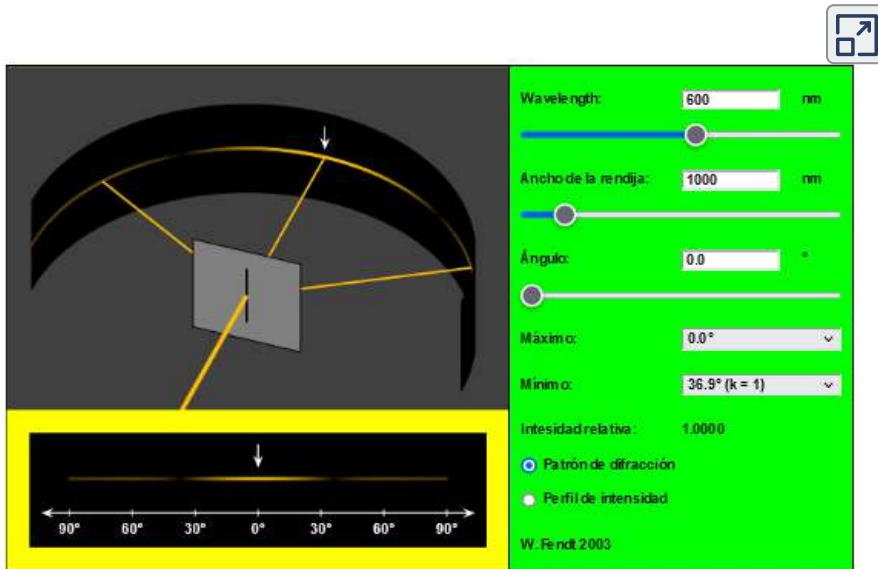 Wavelength: 600 nm
Ancho de la rendija: 1000 nm
Ángulo: 0.0 °
Máximo: 0.0°
Mínimo: 36.9° (k = 1)
Intesidad relativa: 1.0000
Patrón de difracción
Perfil de intensidad
W. Fendt 2003
90° 60° 30° 0° 30° 60° 90°